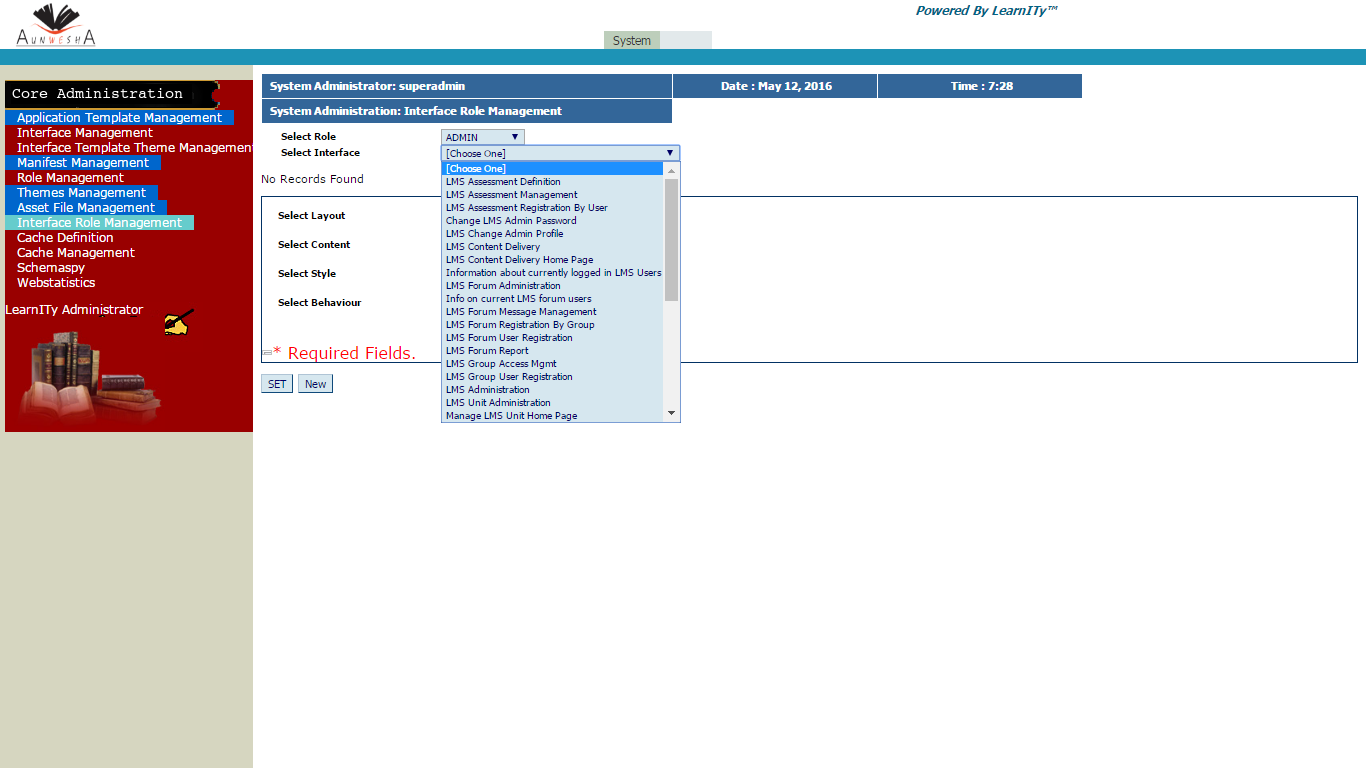 Powered By LearnITy™
AUNWESHA
System
Core Administration
Application Template Management
Interface Management
Interface Template Theme Management
Manifest Management
Role Management
Themes Management
Asset File Management
Interface Role Management
Cache Definition
Cache Management
Schemaspy
Webstatistics
LearnITy Administrator
System Administrator: superadmin Date : May 12, 2016 Time : 7:28
System Administration: Interface Role Management
Select Role ADMIN
Select Interface [Choose One]
No Records Found
[Choose One]
LMS Assessment Definition
LMS Assessment Management
LMS Assessment Registration By User
Change LMS Admin Password
LMS Change Admin Profile
LMS Content Delivery
LMS Content Delivery Home Page
Information about currently logged in LMS Users
LMS Forum Administration
Info on current LMS forum users
LMS Forum Message Management
LMS Forum Registration By Group
LMS Forum User Registration
LMS Forum Report
LMS Group Access Mgmt
LMS Group User Registration
LMS Administration
LMS Unit Administration
Manage LMS Unit Home Page
Select Layout
Select Content
Select Style
Select Behaviour
* Required Fields.
SET New